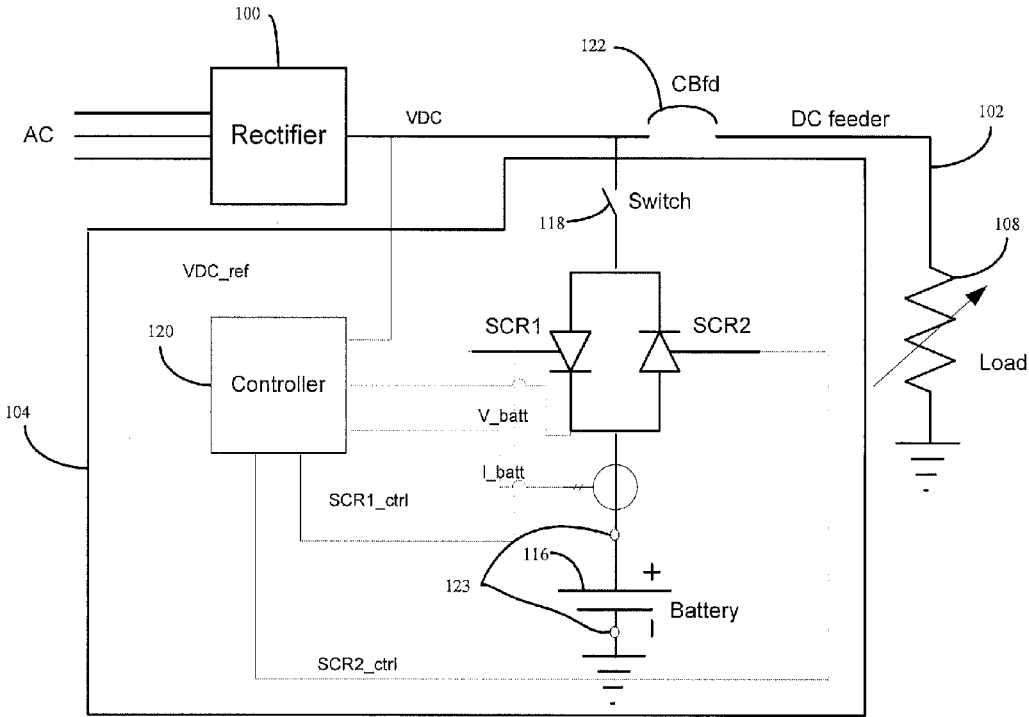 100
122
CBfd
AC
Rectifier
VDC
DC feeder
102
118
Switch
108
VDC_ref
120
SCR1
SCR2
Controller
Load
104
V_batt
I_batt
SCR1_ctrl
116
+
123
Battery
SCR2_ctrl